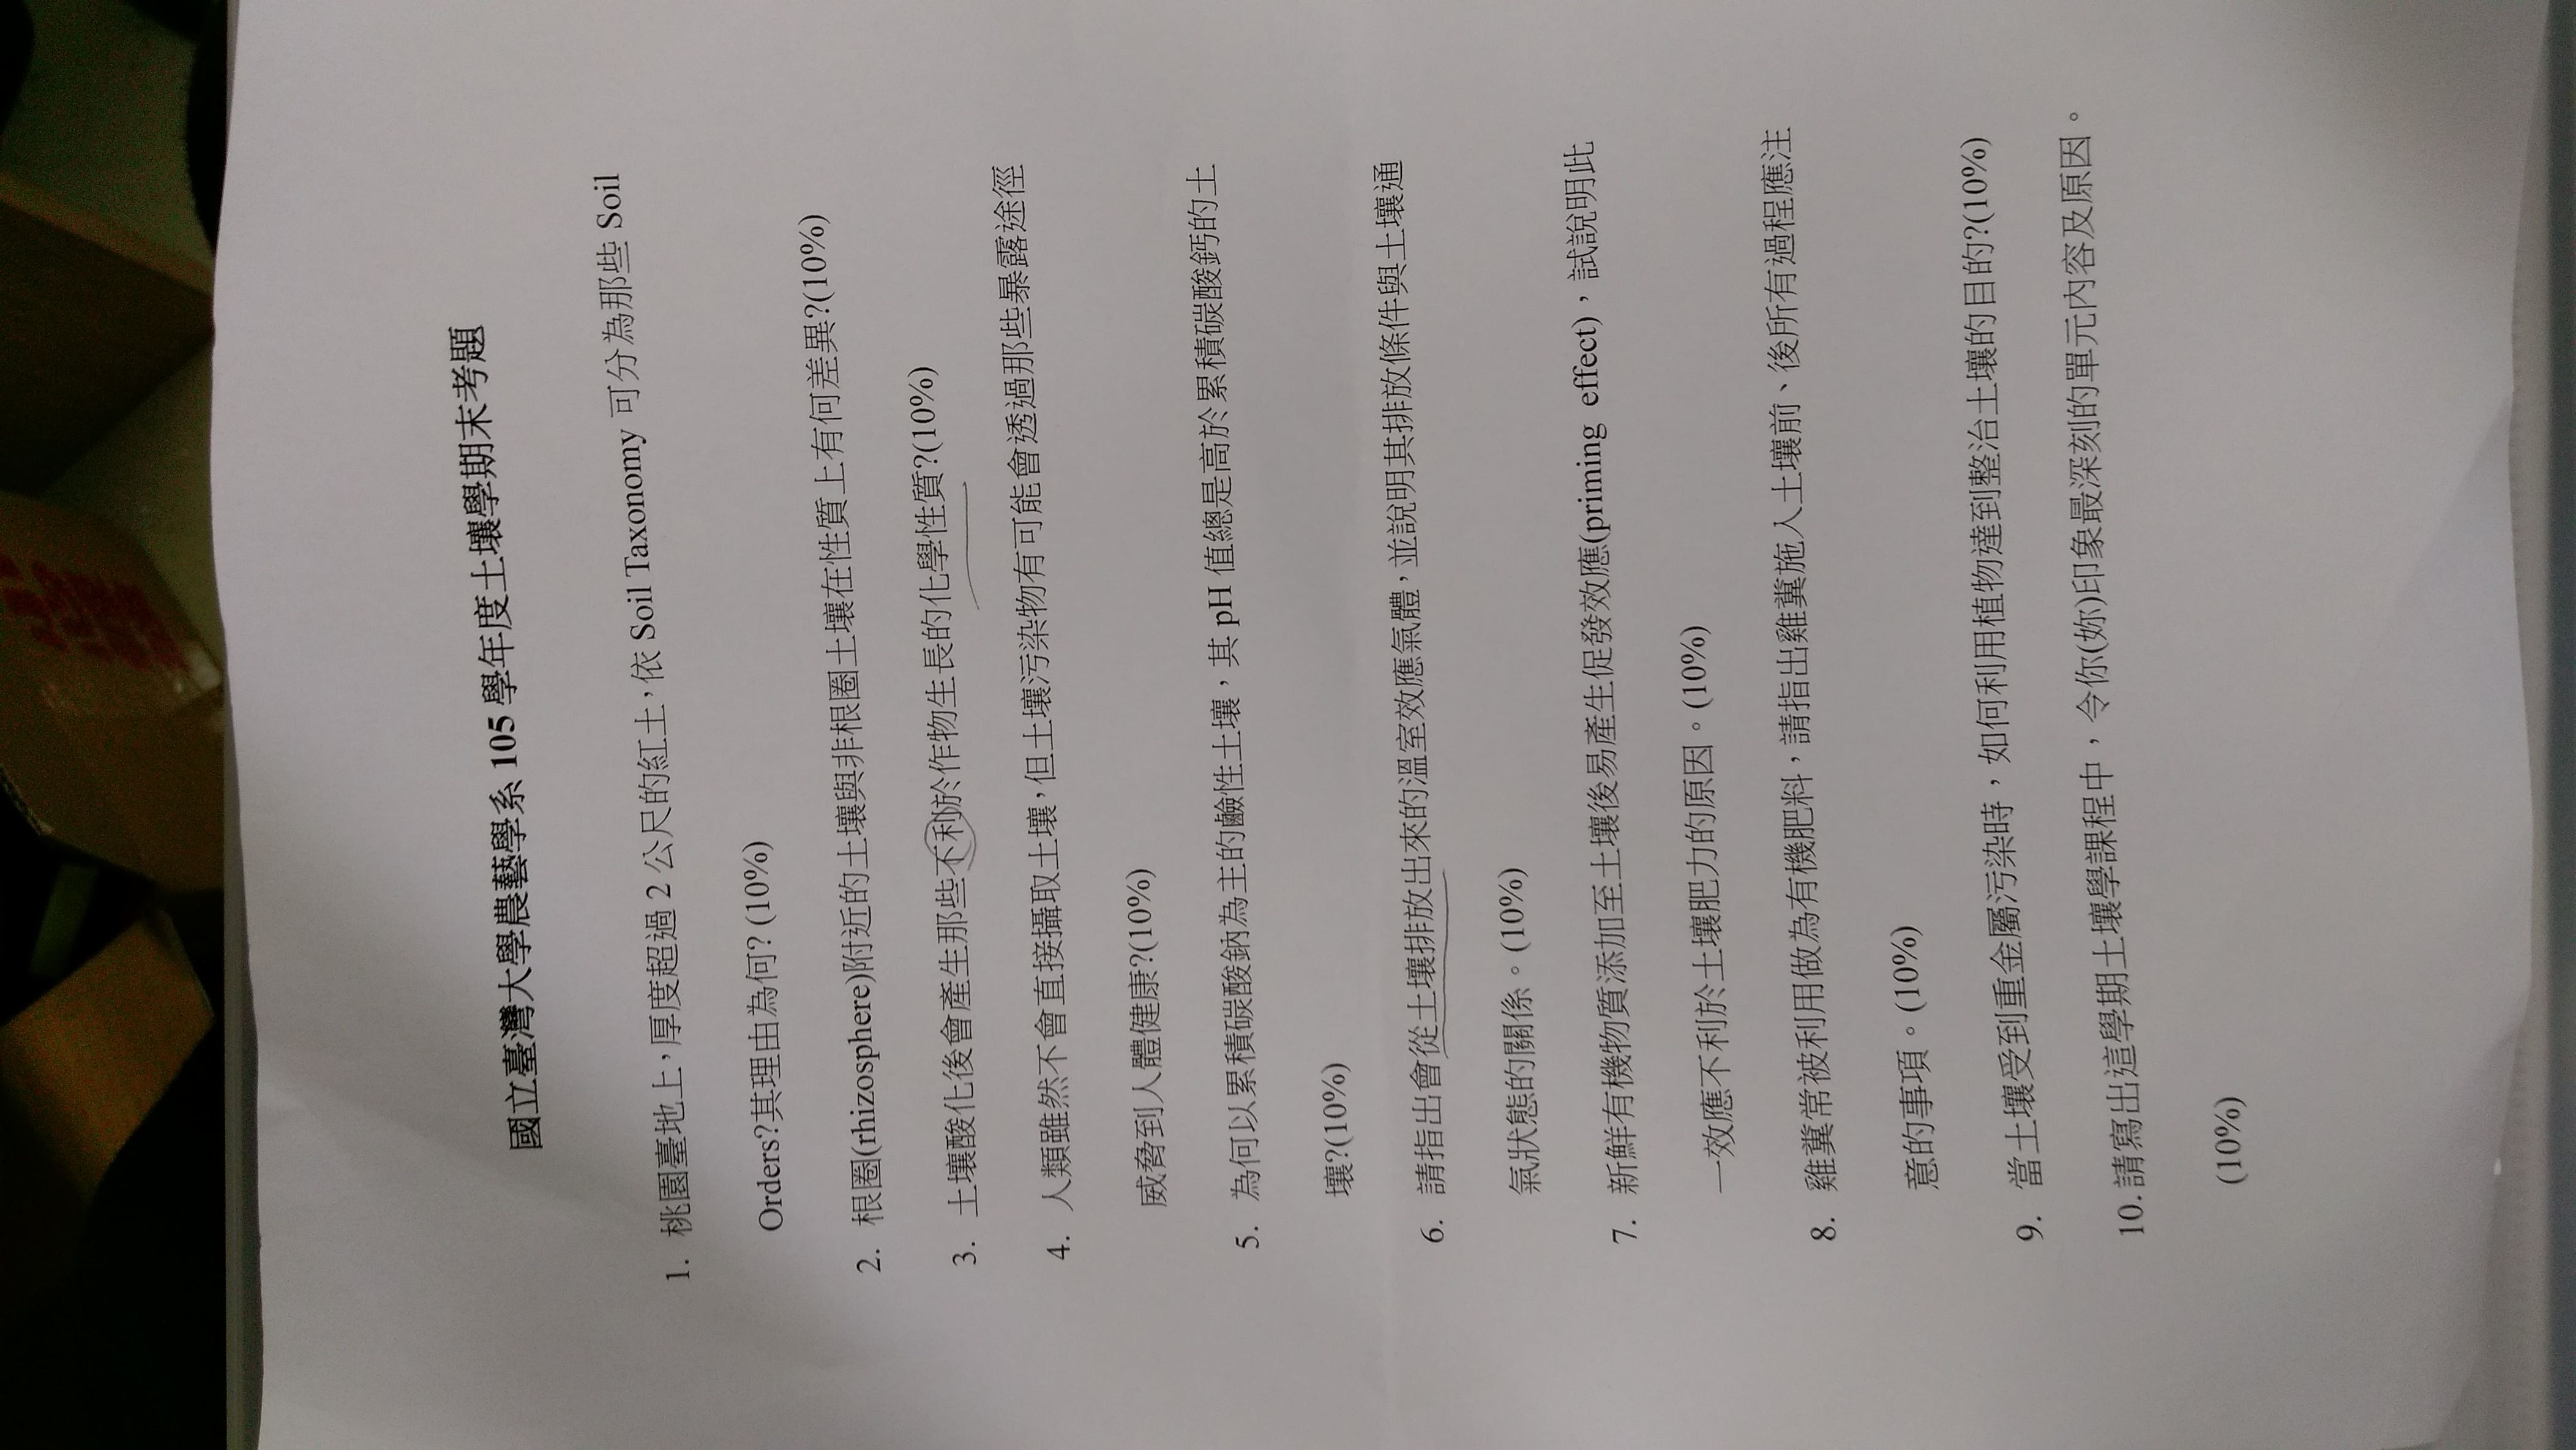 國立臺灣大學農藝學系 105 學年度土壤學期末考題
1. 桃園臺地上，厚度超過 2 公尺的紅土，依 Soil Taxonomy 可分為那些 Soil
Orders?其理由為何? (10%)
2. 根圈(rhizosphere)附近的土壤與非根圈土壤在性質上有何差異?(10%)
3. 土壤酸化後會產生那些不利於作物生長的化學性質?(10%)
4. 人類雖然不會直接攝取土壤，但土壤污染物有可能會透過那些暴露途徑
威脅到人體健康?(10%)
5. 為何以累積碳酸鈉為主的鹼性土壤，其 pH 值總是高於累積碳酸鈣的土
壤?(10%)
6. 請指出會從土壤排放出來的溫室效應氣體，並說明其排放條件與土壤通
氣狀態的關係。(10%)
7. 新鮮有機物質添加至土壤後易產生促發效應(priming effect)，試說明此
一效應不利於土壤肥力的原因。(10%)
8. 雞糞常被利用做為有機肥料，請指出雞糞施入土壤前、後所有過程應注
意的事項。(10%)
9. 當土壤受到重金屬污染時，如何利用植物達到整治土壤的目的?(10%)
10. 請寫出這學期土壤學課程中，令你(妳)印象最深刻的單元內容及原因。
(10%)